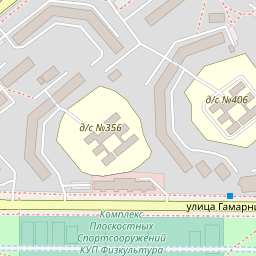 д/с №406
д/с №356
улица Гамарни
Комплекс
Плоскостных
Спортсооружений
КУП Физкультура